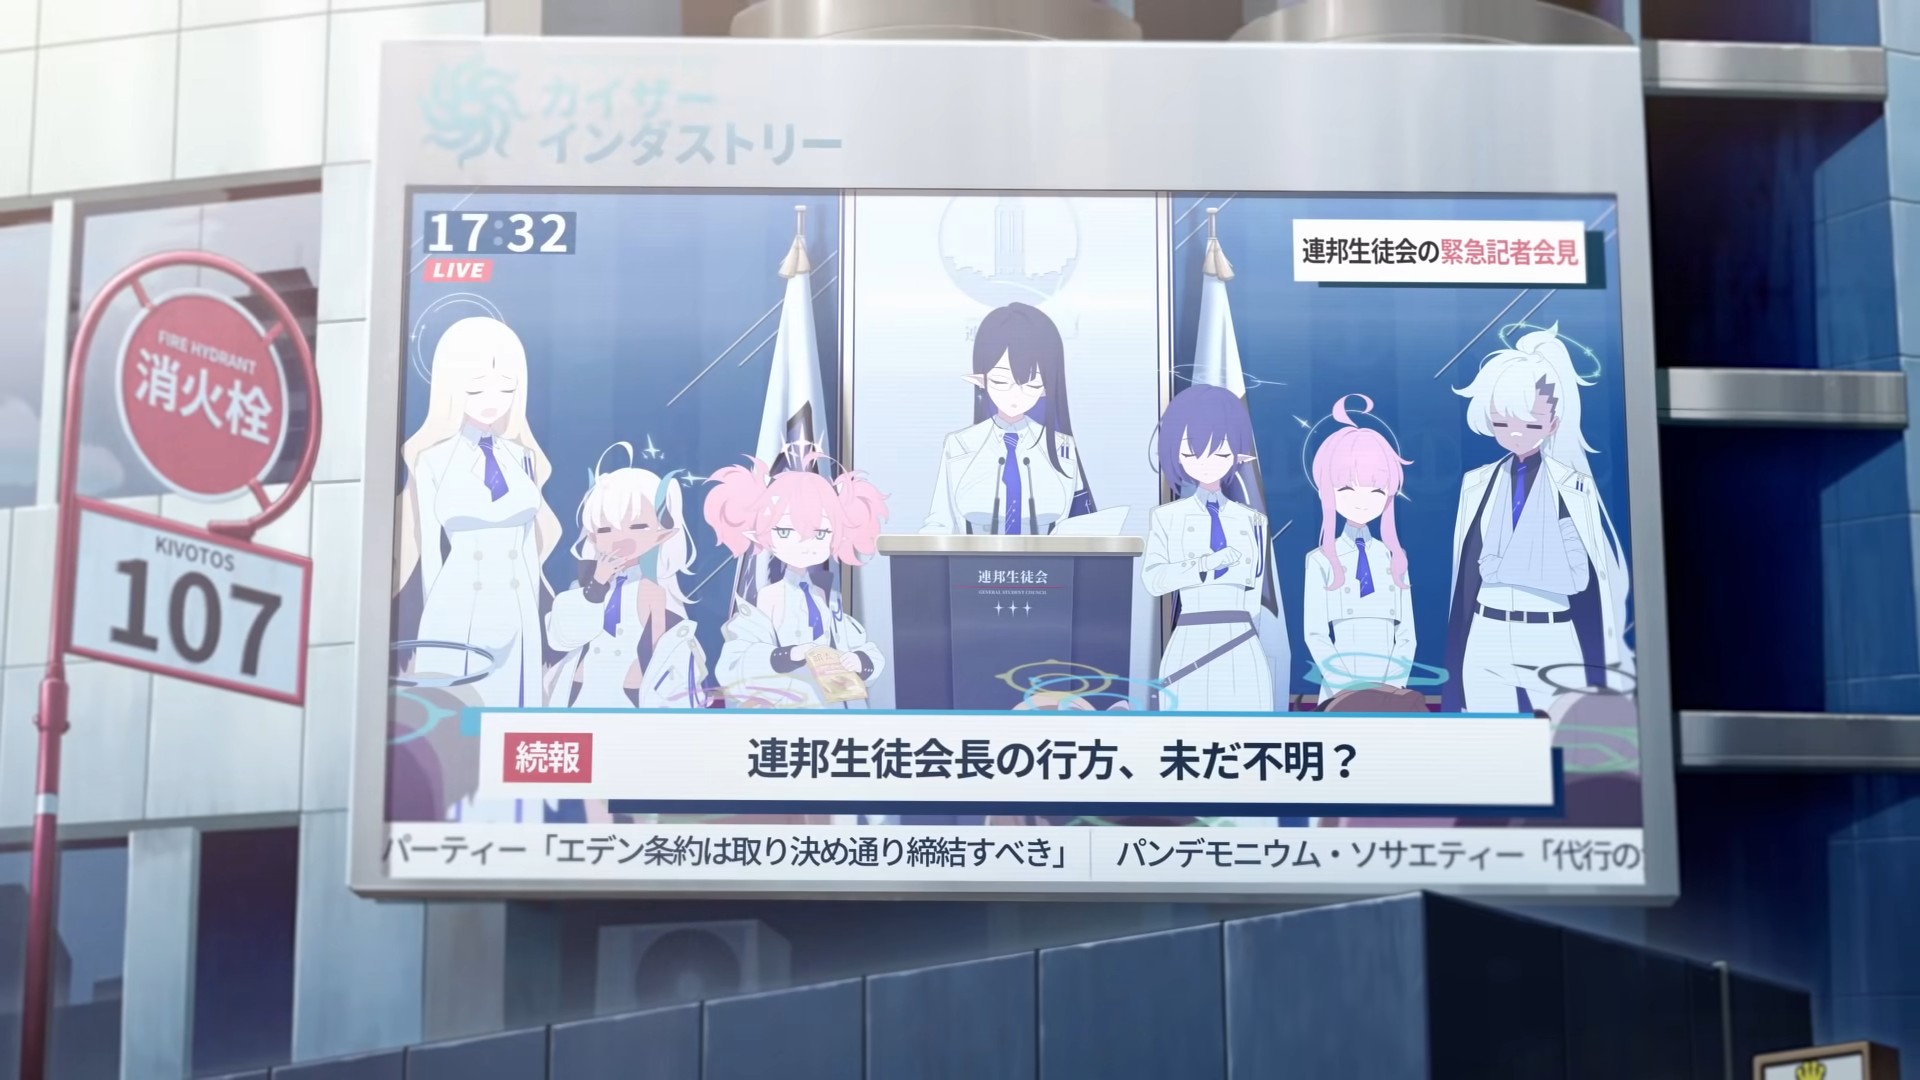 カイザー
インダストリー
17:32
LIVE
連邦生徒会の緊急記者会見
FIRE HYDRANT
消火栓
KIVOTOS
107
連邦生徒会
GENERAL STUDENT COUNCIL
続報
連邦生徒会長の行方、未だ不明？
パーティー「エデン条約は取り決め通り締結すべき」
パンデモニウム・ソサエティー「代行の